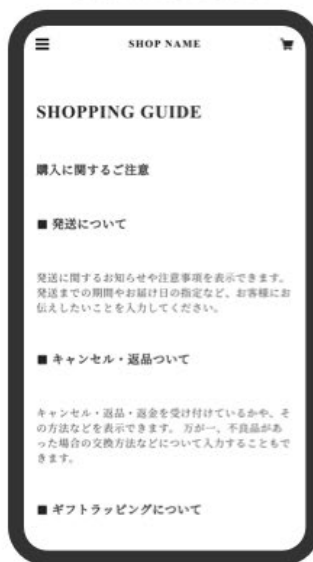 SHOP NAME
SHOPPING GUIDE
購入に関するご注意
■ 発送について
発送に関するお知らせや注意事項を表示できます。
発送までの期間やお届け日の指定など、お客様にお
伝えしたいことを入力してください。
■ キャンセル・返品ついて
キャンセル・返品・返金を受け付けているかや、そ
の方法などを表示できます。 万が一、不良品があ
った場合の交換方法などについて入力することもで
きます。
■ ギフトラッピングについて